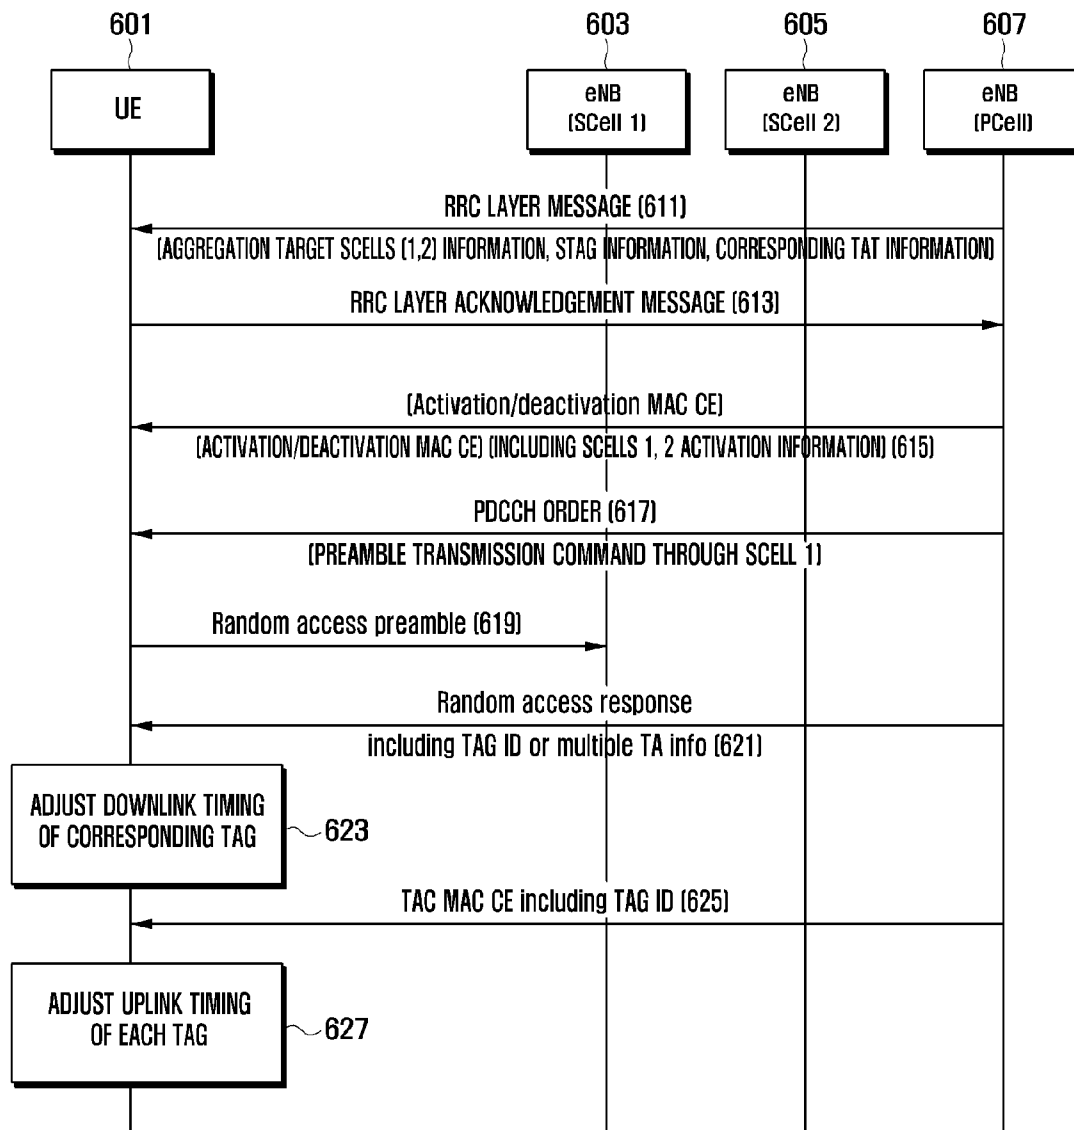 601
603
605
607
UE
eNB
(SCell 1)
eNB
(SCell 2)
eNB
(PCell)
RRC LAYER MESSAGE (611)
(AGGREGATION TARGET SCELLS (1,2) INFORMATION, STAG INFORMATION, CORRESPONDING TAT INFORMATION)
RRC LAYER ACKNOWLEDGEMENT MESSAGE (613)
(Activation/deactivation MAC CE)
(ACTIVATION/DEACTIVATION MAC CE) (INCLUDING SCELLS 1, 2 ACTIVATION INFORMATION) (615)
PDCCH ORDER (617)
(PREAMBLE TRANSMISSION COMMAND THROUGH SCELL 1)
Random access preamble (619)
Random access response
including TAG ID or multiple TA info (621)
ADJUST DOWNLINK TIMING
OF CORRESPONDING TAG
623
TAC MAC CE including TAG ID (625)
ADJUST UPLINK TIMING
OF EACH TAG
627